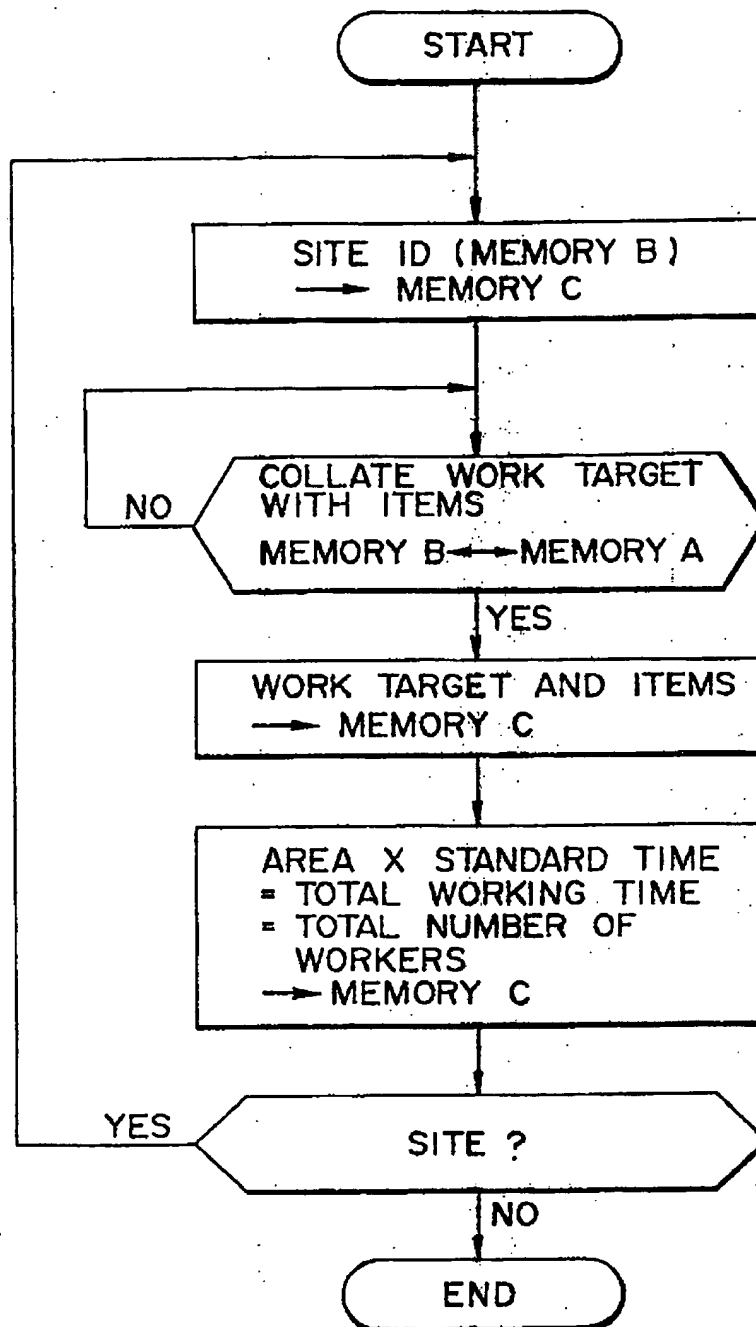 START
SITE ID (MEMORY B)
→ MEMORY C
COLLATE WORK TARGET
WITH ITEMS
NO
MEMORY B↔MEMORY A
YES
WORK TARGET AND ITEMS
→ MEMORY C
AREA X STANDARD TIME
= TOTAL WORKING TIME
= TOTAL NUMBER OF
WORKERS
→ MEMORY C
YES
SITE ?
NO
END